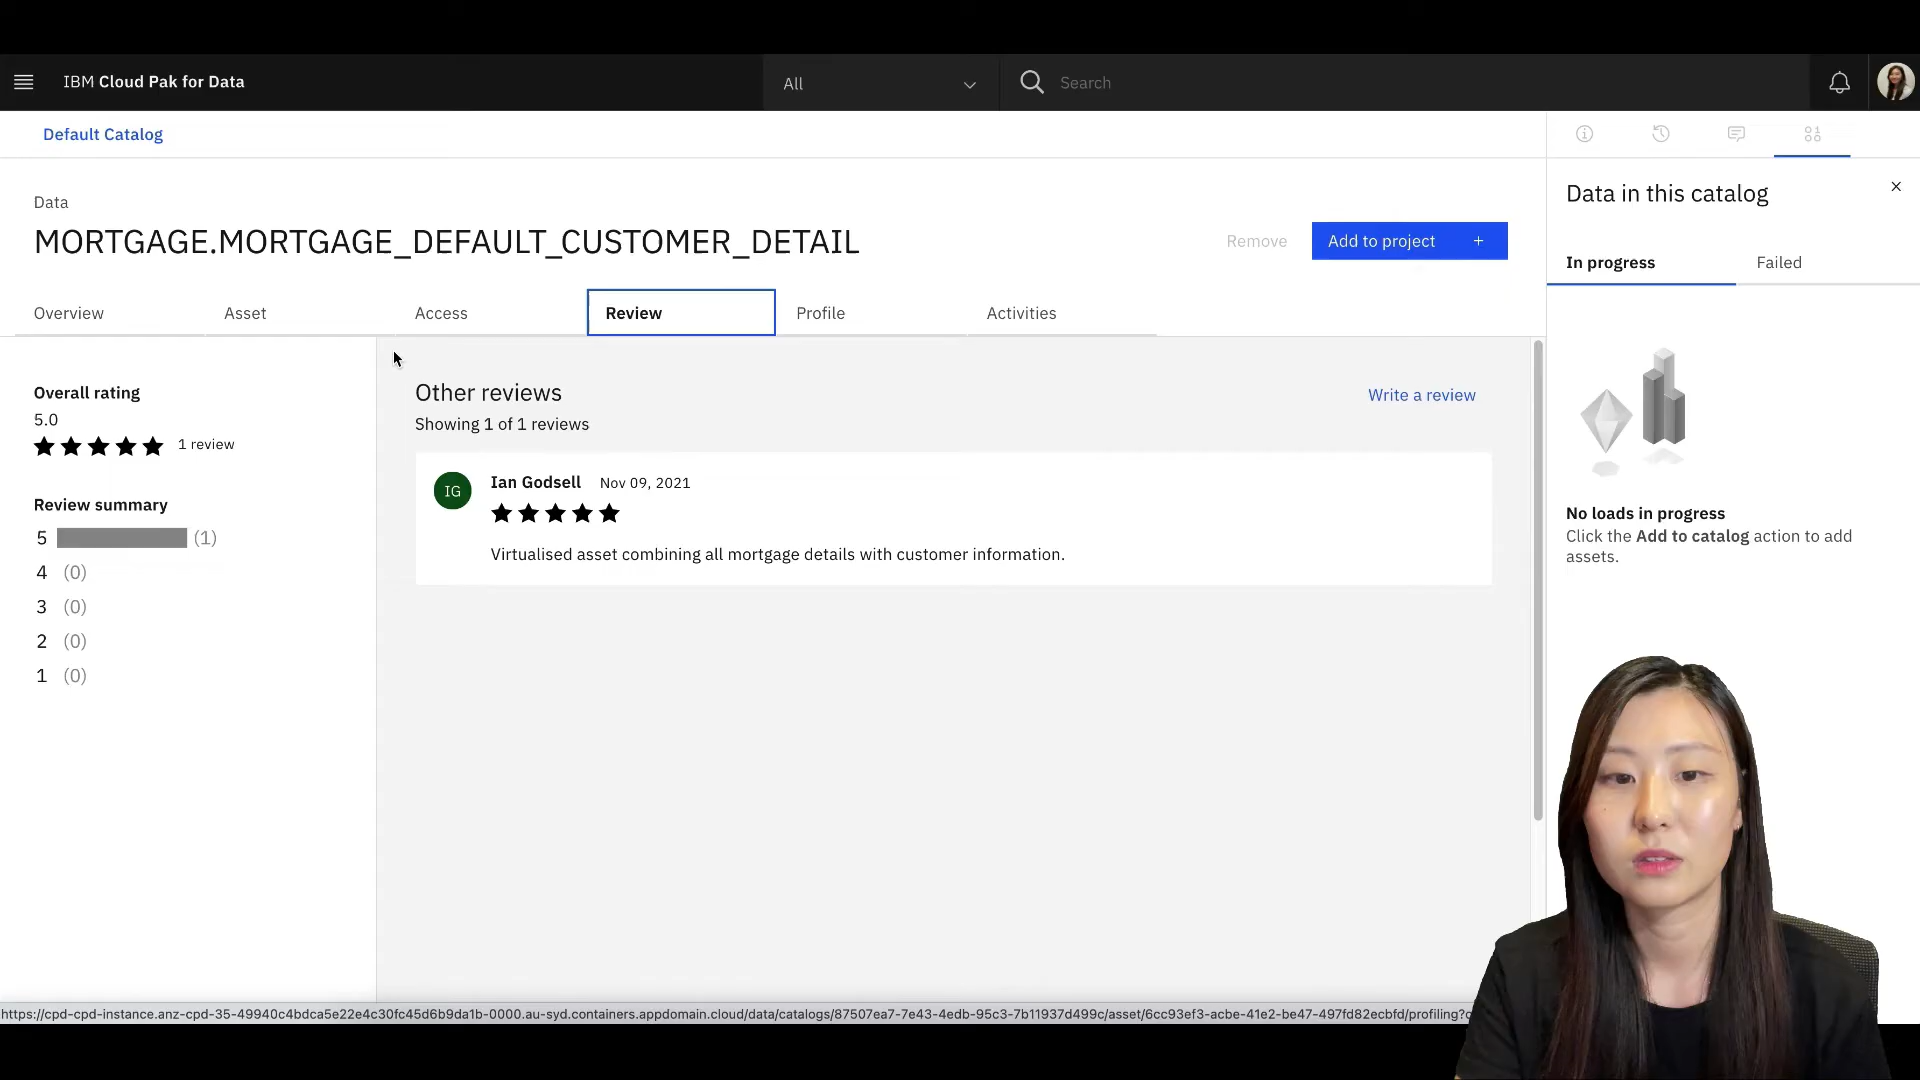 IBM Cloud Pak for Data
All
Search
Default Catalog
Data
MORTGAGE.MORTGAGE_DEFAULT_CUSTOMER_DETAIL
Remove
Add to project +
Overview
Asset
Access
Review
Profile
Activities
Overall rating
5.0
1 review
Review summary
5 (1)
4 (0)
3 (0)
2 (0)
1 (0)
Other reviews
Showing 1 of 1 reviews
Write a review
IG
Ian Godsell Nov 09, 2021
Virtualised asset combining all mortgage details with customer information.
Data in this catalog
In progress
Failed
No loads in progress
Click the Add to catalog action to add
assets.
https://cpd-cpd-instance.anz-cpd-35-49940c4bdca5e22e4c30fc45d6b9da1b-0000.au-syd.containers.appdomain.cloud/data/catalogs/87507ea7-7e43-4edb-95c3-7b11937d499c/asset/6cc93ef3-acbe-41e2-be47-497fd82ecbfd/profiling?c